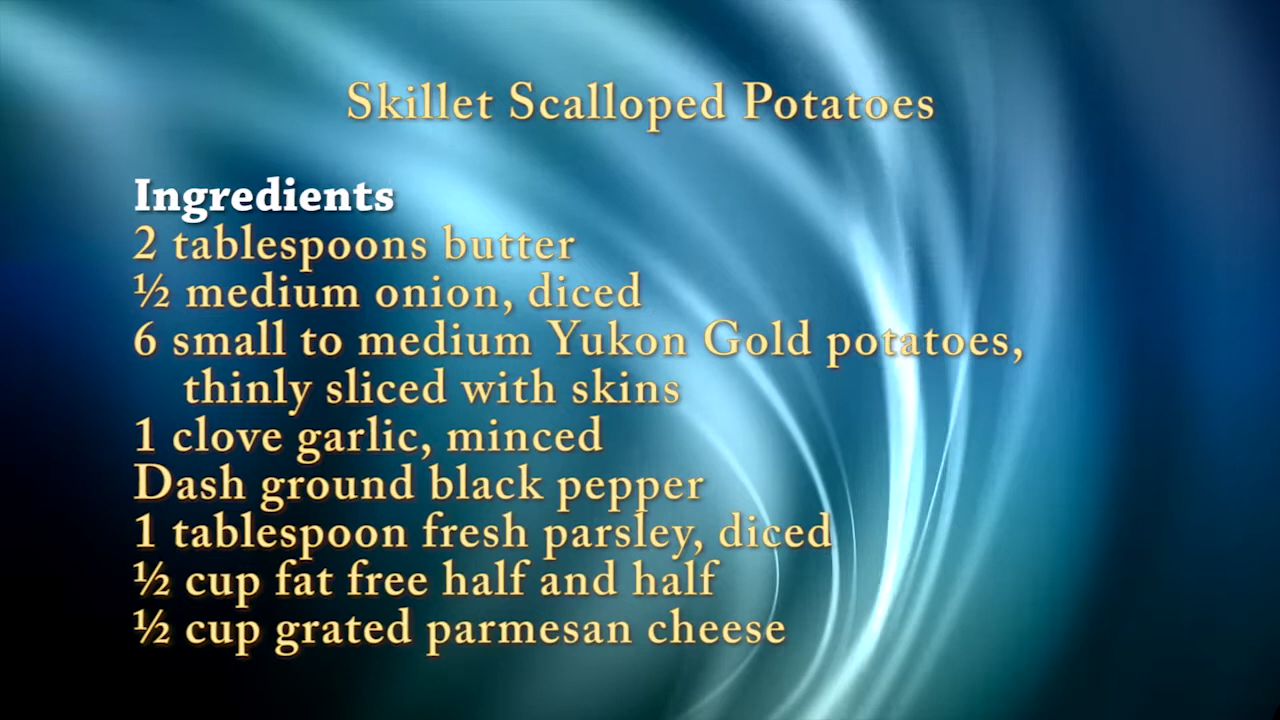 Skillet Scalloped Potatoes
Ingredients
2 tablespoons butter
½ medium onion, diced
6 small to medium Yukon Gold potatoes,
thinly sliced with skins
1 clove garlic, minced
Dash ground black pepper
1 tablespoon fresh parsley, diced
½ cup fat free half and half
½ cup grated parmesan cheese